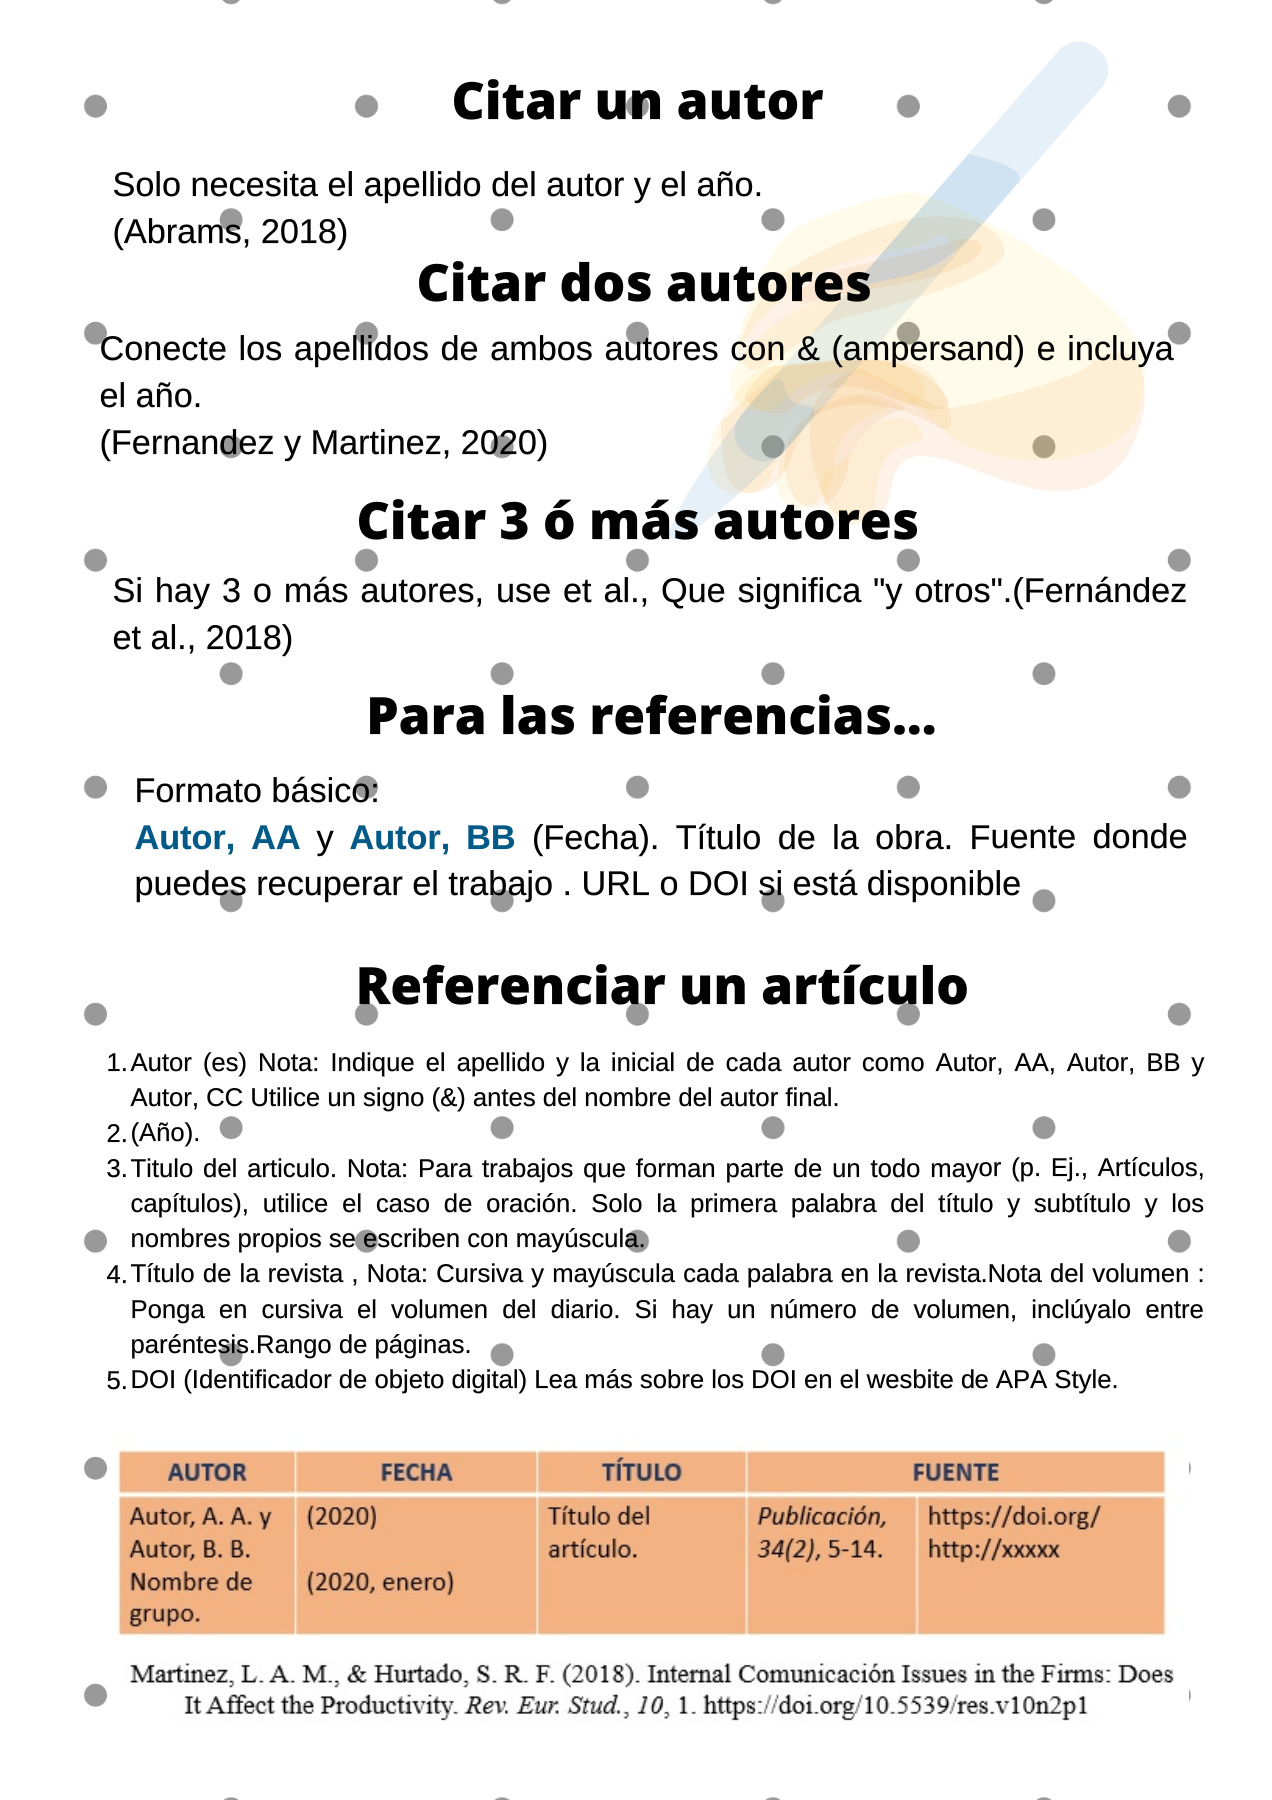 Citar un autor
Solo necesita el apellido del autor y el año.
(Abrams, 2018)
Citar dos autores
Conecte los apellidos de ambos autores con & (ampersand) e incluya
el año.
(Fernandez y Martinez, 2020)
Citar 3 ó más autores
Si hay 3 o más autores, use et al., Que significa "y otros".(Fernández
et al., 2018)
Para las referencias...
Formato básico:
Autor, AA y Autor, BB (Fecha). Título de la obra. Fuente donde
puedes recuperar el trabajo . URL o DOI si está disponible
Referenciar un artículo
1. Autor (es) Nota: Indique el apellido y la inicial de cada autor como Autor, AA, Autor, BB y
Autor, CC Utilice un signo (&) antes del nombre del autor final.
2. (Año).
3. Titulo del articulo. Nota: Para trabajos que forman parte de un todo mayor (p. Ej., Artículos,
capítulos), utilice el caso de oración. Solo la primera palabra del título y subtítulo y los
nombres propios se escriben con mayúscula.
4. Título de la revista , Nota: Cursiva y mayúscula cada palabra en la revista.Nota del volumen :
Ponga en cursiva el volumen del diario. Si hay un número de volumen, inclúyalo entre
paréntesis.Rango de páginas.
5. DOI (Identificador de objeto digital) Lea más sobre los DOI en el wesbite de APA Style.
AUTOR FECHA TÍTULO FUENTE
Autor, A. A. y (2020) Título del Publicación, https://doi.org/
Autor, B. B. artículo. 34(2), 5-14. http://xxxxx
Nombre de (2020, enero)
grupo.
Martinez, L. A. M., & Hurtado, S. R. F. (2018). Internal Comunicación Issues in the Firms: Does
It Affect the Productivity. Rev. Eur. Stud., 10, 1. https://doi.org/10.5539/res.v10n2p1